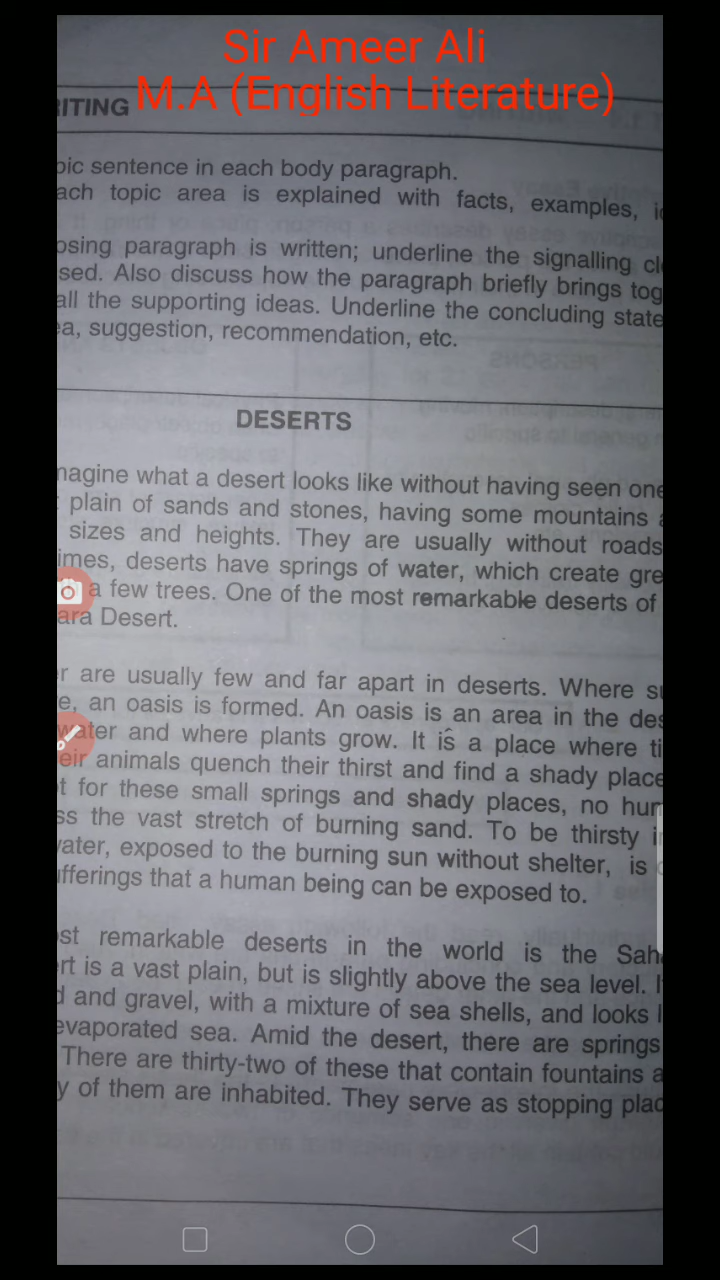 Sir Ameer Ali
M.A (English Literature)
RITING
pic sentence in each body paragraph.
ach topic area is explained with facts, examples,
osing paragraph is written; underline the signalling
sed. Also discuss how the paragraph briefly brings tog
all the supporting ideas. Underline the concluding state
ea, suggestion, recommendation, etc.
PERSONS
DESERTS
magine what a desert looks like without having seen one
plain of sands and stones, having some mountains
sizes and heights. They are usually without roads
imes, deserts have springs of water, which create gre
a few trees. One of the most remarkable deserts of
ara Desert.
r are usually few and far apart in deserts. Where su
e, an oasis is formed. An oasis is an area in the des
water and where plants grow. It is a place where ti
eir animals quench their thirst and find a shady place
t for these small springs and shady places, no hum
ss the vast stretch of burning sand. To be thirsty i
vater, exposed to the burning sun without shelter, is
ufferings that a human being can be exposed to.
st remarkable deserts in the world is the Saha
rt is a vast plain, but is slightly above the sea level. I
d and gravel, with a mixture of sea shells, and looks l
evaporated sea. Amid the desert, there are springs
There are thirty-two of these that contain fountains a
y of them are inhabited. They serve as stopping plac